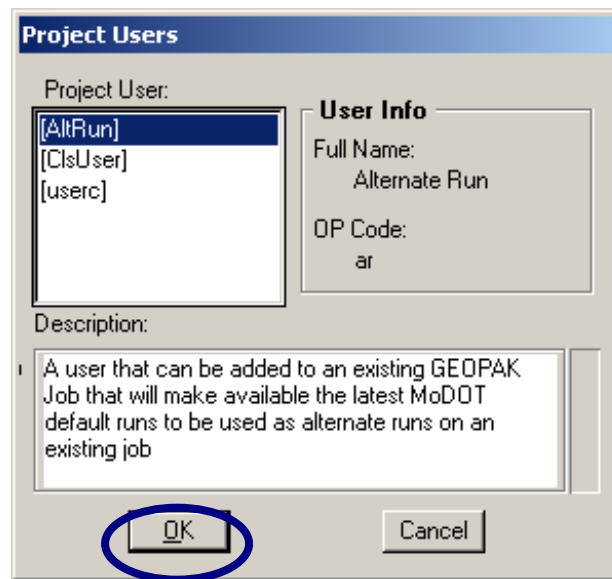 Project Users
Project User:
[AltRun]
[ClsUser]
[userc]
User Info
Full Name:
Alternate Run
OP Code:
ar
Description:
A user that can be added to an existing GEOPAK
Job that will make available the latest MoDOT
default runs to be used as alternate runs on an
existing job
OK
Cancel